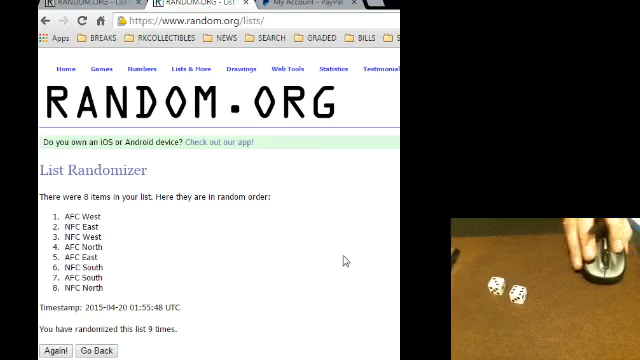 RANDOM.ORG - List
RANDOM.ORG - List
My Account - PayPal
https://www.random.org/lists/
Apps BREAKS RKCOLLECTIBLES NEWS SEARCH GRADED BILLS
Home Games Numbers Lists & More Drawings Web Tools Statistics Testimonial
RANDOM.ORG
Do you own an iOS or Android device? Check out our app!
List Randomizer
There were 8 items in your list. Here they are in random order:
1. AFC West
2. NFC East
3. NFC West
4. AFC North
5. AFC East
6. NFC South
7. AFC South
8. NFC North
Timestamp: 2015-04-20 01:55:48 UTC
You have randomized this list 9 times.
Again! Go Back